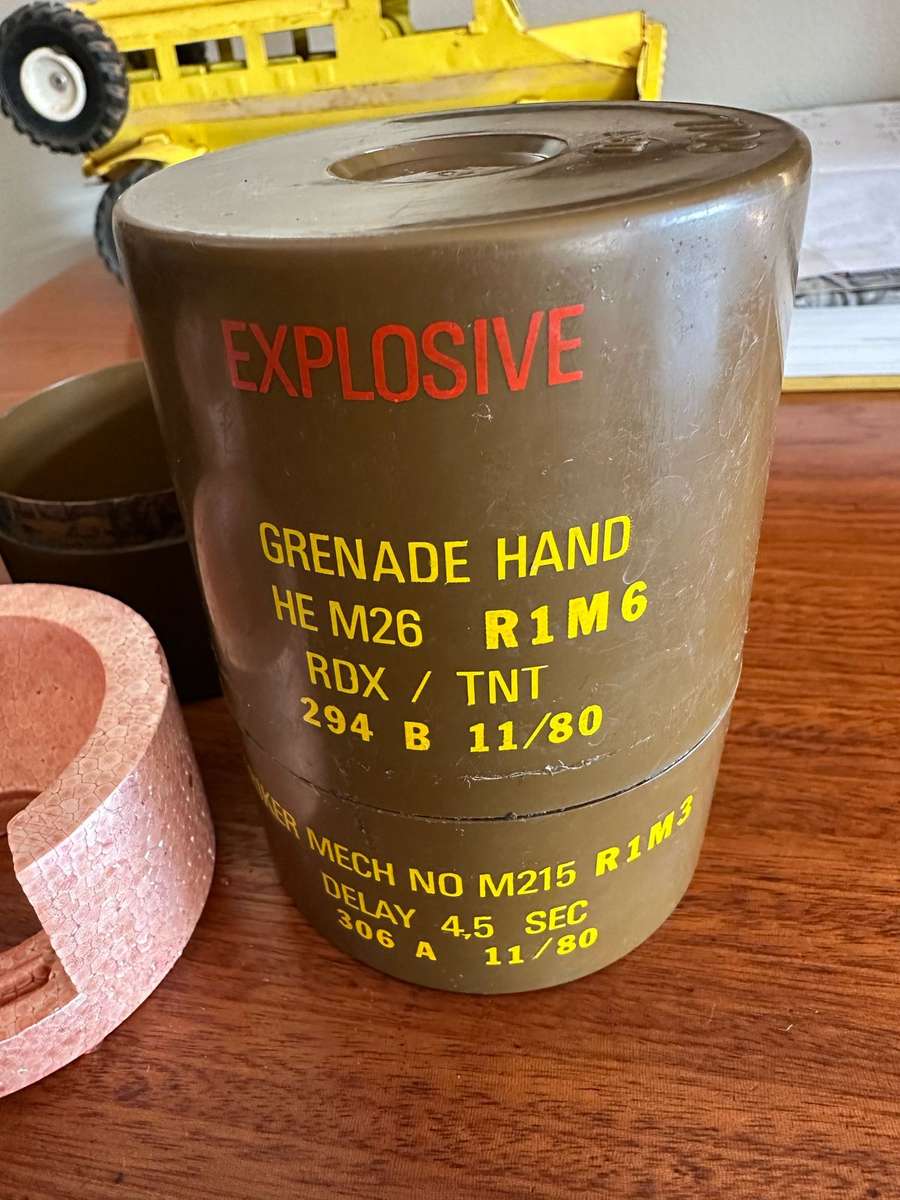 EXPLOSIVE
GRENADE HAND
HE M26 R1M6
RDX / TNT
294 B 11/80
MECH NO M215 R1M3
DELAY 4,5 SEC
306 A 11/80